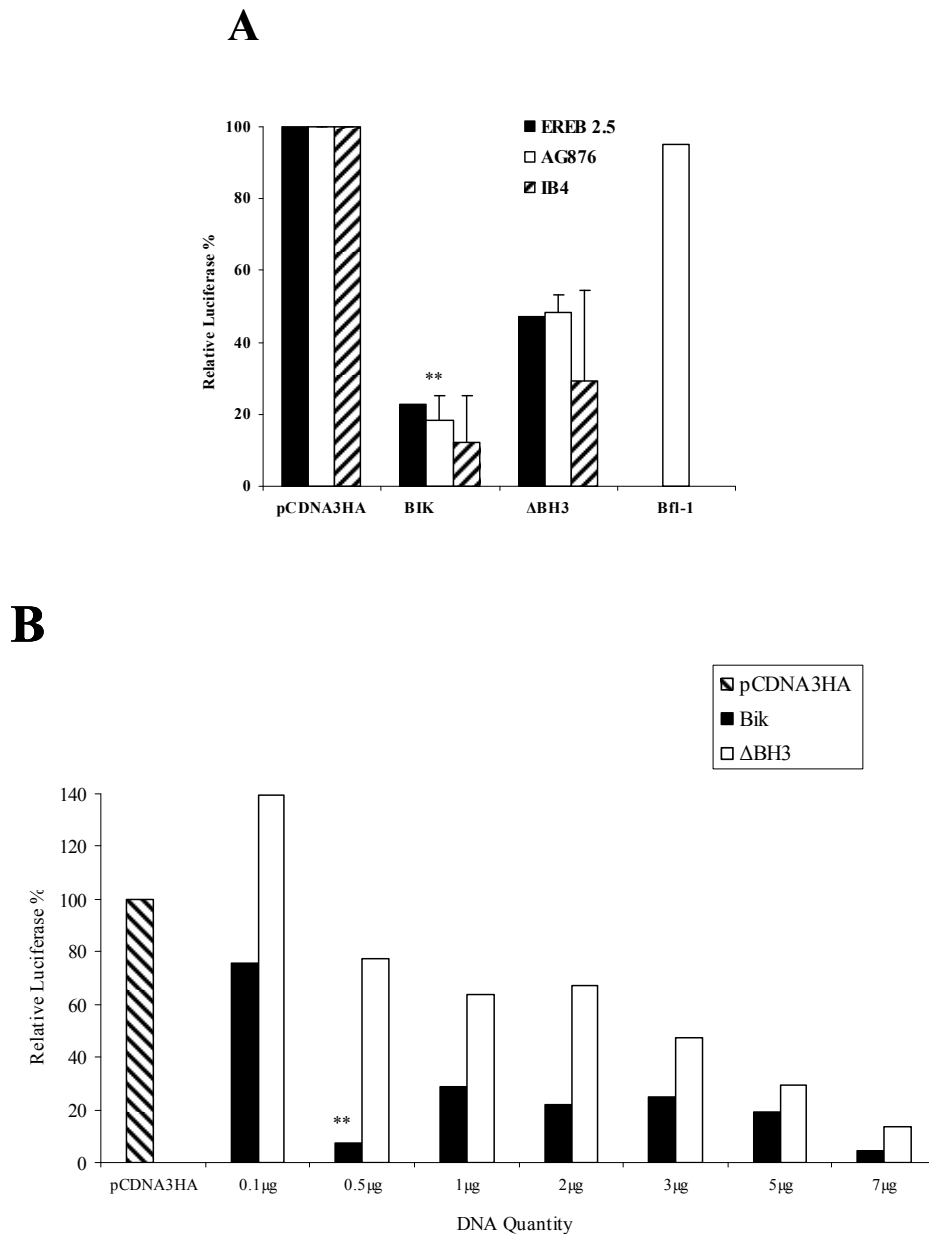 A
100
80
60
40
20
0
Relative Luciferase %
EREB 2.5
AG876
IB4
**
pCDNA3HA BIK ΔBH3 Bfl-1
B
pCDNA3HA
Bik
ΔBH3
140
120
100
80
60
40
20
0
Relative Luciferase %
**
pCDNA3HA 0.1µg 0.5µg 1µg 2µg 3µg 5µg 7µg
DNA Quantity